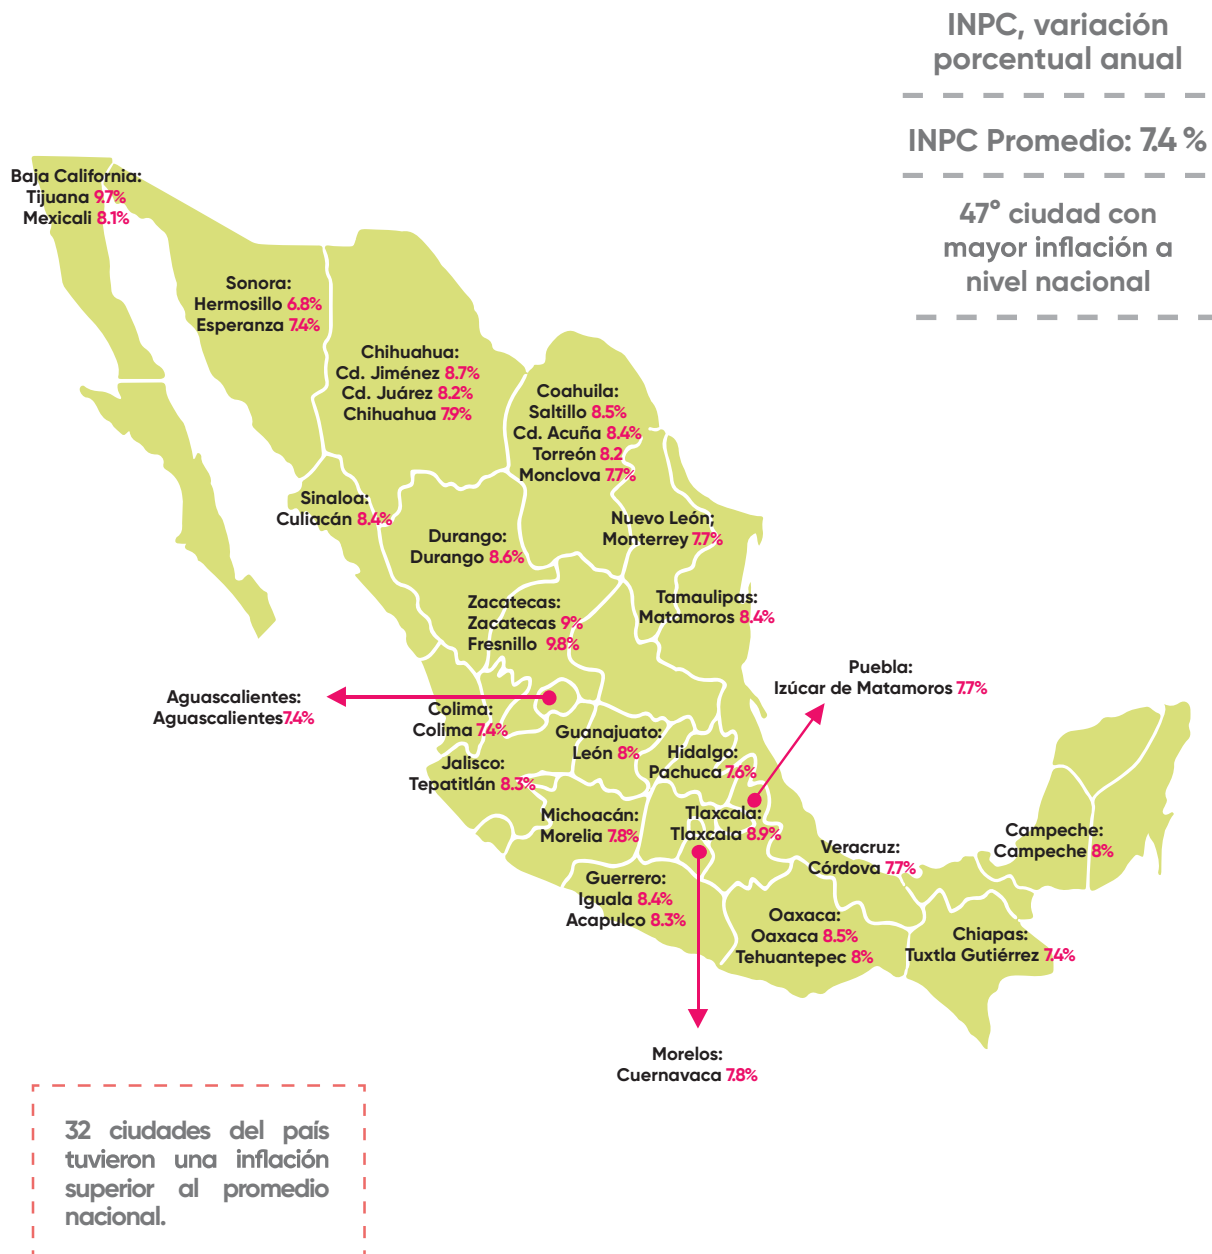 INPC, variación
porcentual anual
INPC Promedio: 7.4 %
47° ciudad con
mayor inflación a
nivel nacional
Baja California:
Tijuana 9.7%
Mexicali 8.1%
Sonora:
Hermosillo 6.8%
Esperanza 7.4%
Chihuahua:
Cd. Jiménez 8.7%
Cd. Juárez 8.2%
Chihuahua 7.9%
Coahuila:
Saltillo 8.5%
Cd. Acuña 8.4%
Torreón 8.2
Monclova 7.7%
Sinaloa:
Culiacán 8.4%
Nuevo León;
Monterrey 7.7%
Durango:
Durango 8.6%
Tamaulipas:
Matamoros 8.4%
Zacatecas:
Zacatecas 9%
Fresnillo 9.8%
Puebla:
Izúcar de Matamoros 7.7%
Aguascalientes:
Aguascalientes7.4%
Colima:
Colima 7.4%
Guanajuato:
León 8%
Hidalgo:
Pachuca 7.6%
Jalisco:
Tepatitlán 8.3%
Michoacán:
Morelia 7.8%
Tlaxcala:
Tlaxcala 8.9%
Veracruz:
Córdova 7.7%
Campeche:
Campeche 8%
Guerrero:
Iguala 8.4%
Acapulco 8.3%
Oaxaca:
Oaxaca 8.5%
Tehuantepec 8%
Chiapas:
Tuxtla Gutiérrez 7.4%
Morelos:
Cuernavaca 7.8%
32 ciudades del país
tuvieron una inflación
superior al promedio
nacional.